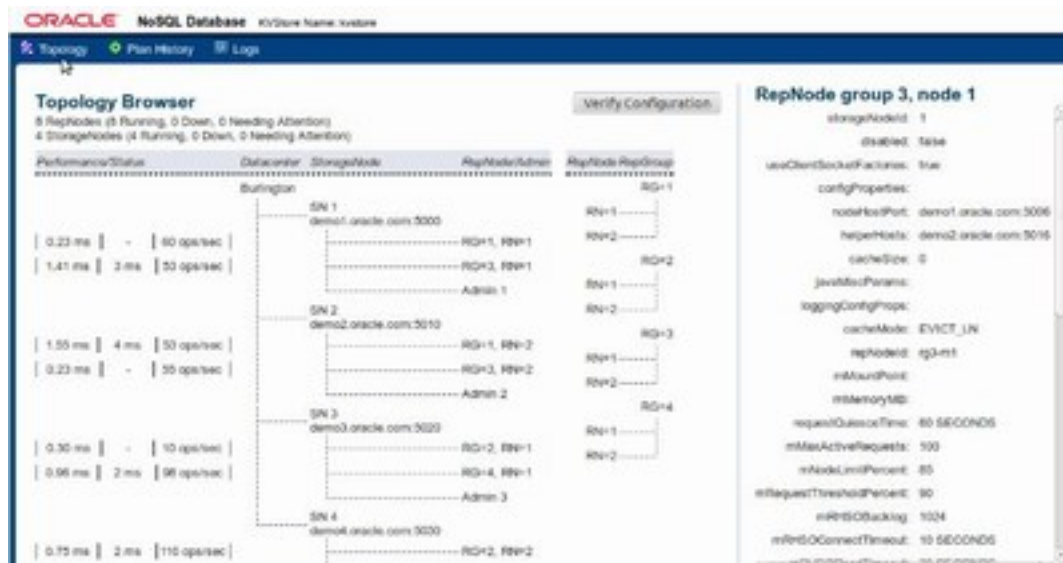 ORACLE NoSQL Database KVStore Name: kvstore
Topology Plan History Logs
Topology Browser
8 RepNodes (8 Running, 0 Down, 0 Needing Attention)
4 StorageNodes (4 Running, 0 Down, 0 Needing Attention)
Verify Configuration
Performance/Status Datacenter StorageNode RepNode/Admin RepNode RepGroup
Burlington
SN 1
demo1.oracle.com:5000
0.23 ms - 60 ops/sec RG=1, RN=1
1.41 ms 3 ms 53 ops/sec RG=3, RN=1
Admin 1
SN 2
demo2.oracle.com:5010
1.55 ms 4 ms 50 ops/sec RG=1, RN=2
0.23 ms - 55 ops/sec RG=3, RN=2
Admin 2
SN 3
demo3.oracle.com:5020
0.30 ms - 10 ops/sec RG=2, RN=1
0.96 ms 2 ms 98 ops/sec RG=4, RN=1
Admin 3
SN 4
demo4.oracle.com:5030
0.75 ms 2 ms 110 ops/sec RG=2, RN=2
RG=1
RN=1
RN=2
RG=2
RN=1
RN=2
RG=3
RN=1
RN=2
RG=4
RN=1
RN=2
RepNode group 3, node 1
storageNodeId: 1
disabled: false
useClientSocketFactories: true
configProperties:
nodeHostPort: demo1.oracle.com:5006
helperHosts: demo2.oracle.com:5016
cacheSize: 0
javaMiscParams:
loggingConfigProps:
cacheMode: EVICT_LN
repNodeId: rg3-rn1
rnMountPoint:
rnMemoryMB:
requestQuiesceTime: 60 SECONDS
rnMaxActiveRequests: 100
rnNodeLimitPercent: 85
rnRequestThresholdPercent: 90
rnRHSOBacklog: 1024
rnRHSOConnectTimeout: 10 SECONDS